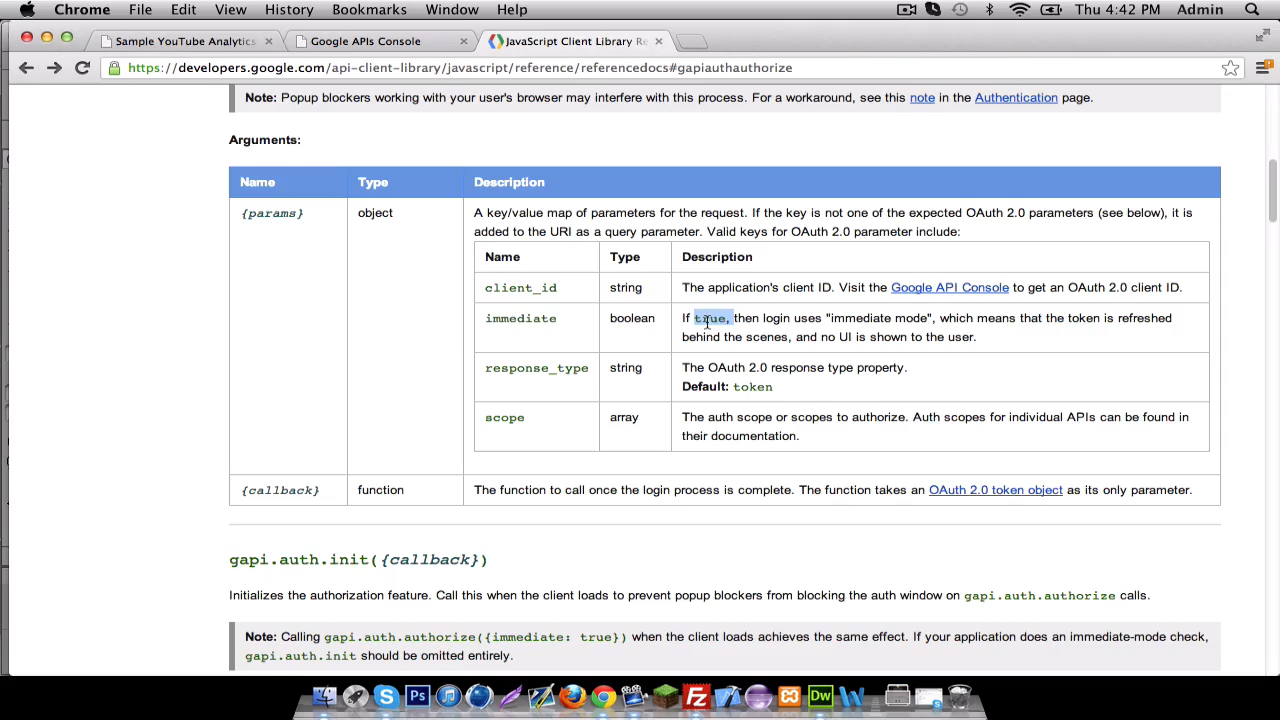 Chrome File Edit View History Bookmarks Window Help Thu 4:42 PM Admin
Sample YouTube Analytics Google APIs Console JavaScript Client Library Re
https://developers.google.com/api-client-library/javascript/reference/referencedocs#gapiauthauthorize
Note: Popup blockers working with your user's browser may interfere with this process. For a workaround, see this note in the Authentication page.
Arguments:
Name Type Description
{params} object A key/value map of parameters for the request. If the key is not one of the expected OAuth 2.0 parameters (see below), it is
added to the URI as a query parameter. Valid keys for OAuth 2.0 parameter include:
Name Type Description
client_id string The application's client ID. Visit the Google API Console to get an OAuth 2.0 client ID.
immediate boolean If true, then login uses "immediate mode", which means that the token is refreshed
behind the scenes, and no UI is shown to the user.
response_type string The OAuth 2.0 response type property.
Default: token
scope array The auth scope or scopes to authorize. Auth scopes for individual APIs can be found in
their documentation.
{callback} function The function to call once the login process is complete. The function takes an OAuth 2.0 token object as its only parameter.
gapi.auth.init({callback})
Initializes the authorization feature. Call this when the client loads to prevent popup blockers from blocking the auth window on gapi.auth.authorize calls.
Note: Calling gapi.auth.authorize({immediate: true}) when the client loads achieves the same effect. If your application does an immediate-mode check,
gapi.auth.init should be omitted entirely.
Ps Fz Dw W